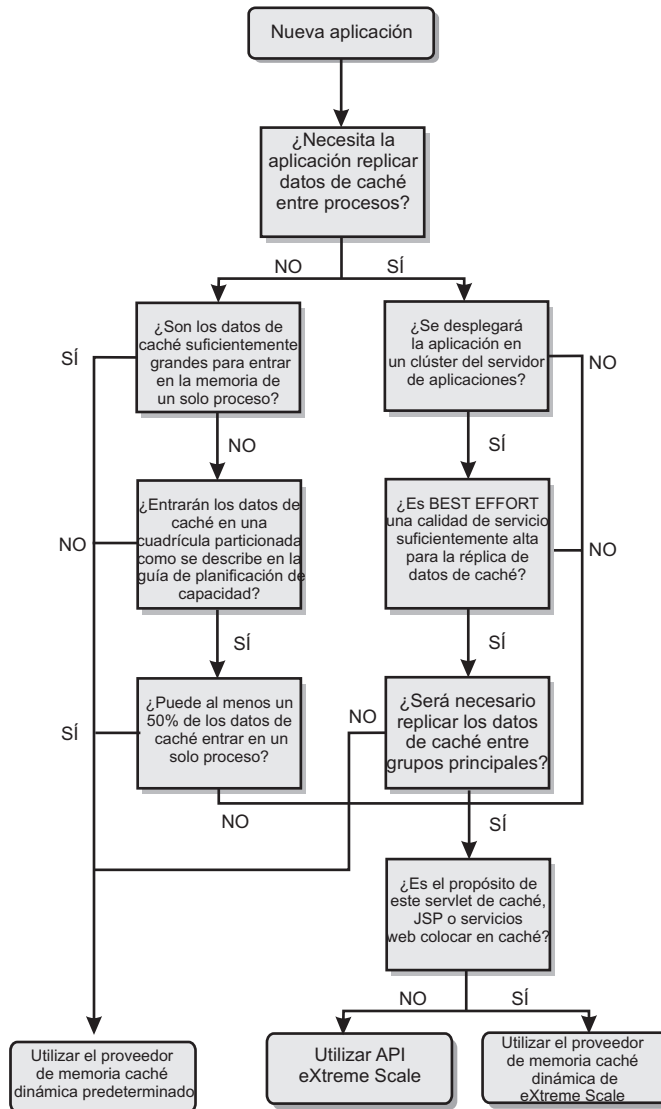 Nueva aplicación
¿Necesita la
aplicación replicar
datos de caché
entre procesos?
NO
SÍ
¿Son los datos de
caché suficientemente
grandes para entrar
en la memoria de
un solo proceso?
SÍ
¿Se desplegará
la aplicación en
un clúster del servidor
de aplicaciones?
NO
NO
SÍ
¿Entrarán los datos de
caché en una
cuadrícula particionada
como se describe en la
guía de planificación de
capacidad?
NO
¿Es BEST EFFORT
una calidad de servicio
suficientemente alta
para la réplica de
datos de caché?
NO
SÍ
SÍ
¿Puede al menos un
50% de los datos de
caché entrar en un
solo proceso?
SÍ
NO
¿Será necesario
replicar los datos
de caché entre
grupos principales?
NO
SÍ
¿Es el propósito de
este servlet de caché,
JSP o servicios
web colocar en caché?
NO
SÍ
Utilizar el proveedor
de memoria caché
dinámica predeterminado
Utilizar API
eXtreme Scale
Utilizar el proveedor
de memoria caché
dinámica de
eXtreme Scale